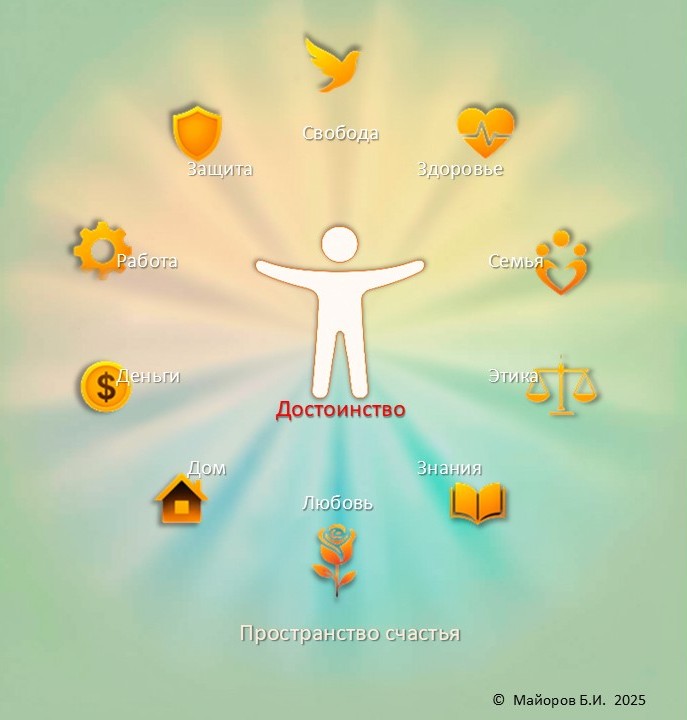 Свобода
Защита
Здоровье
Работа
Семья
$
Деньги
Этика
Достоинство
Дом
Знания
Любовь
Пространство счастья
© Майоров Б.И. 2025